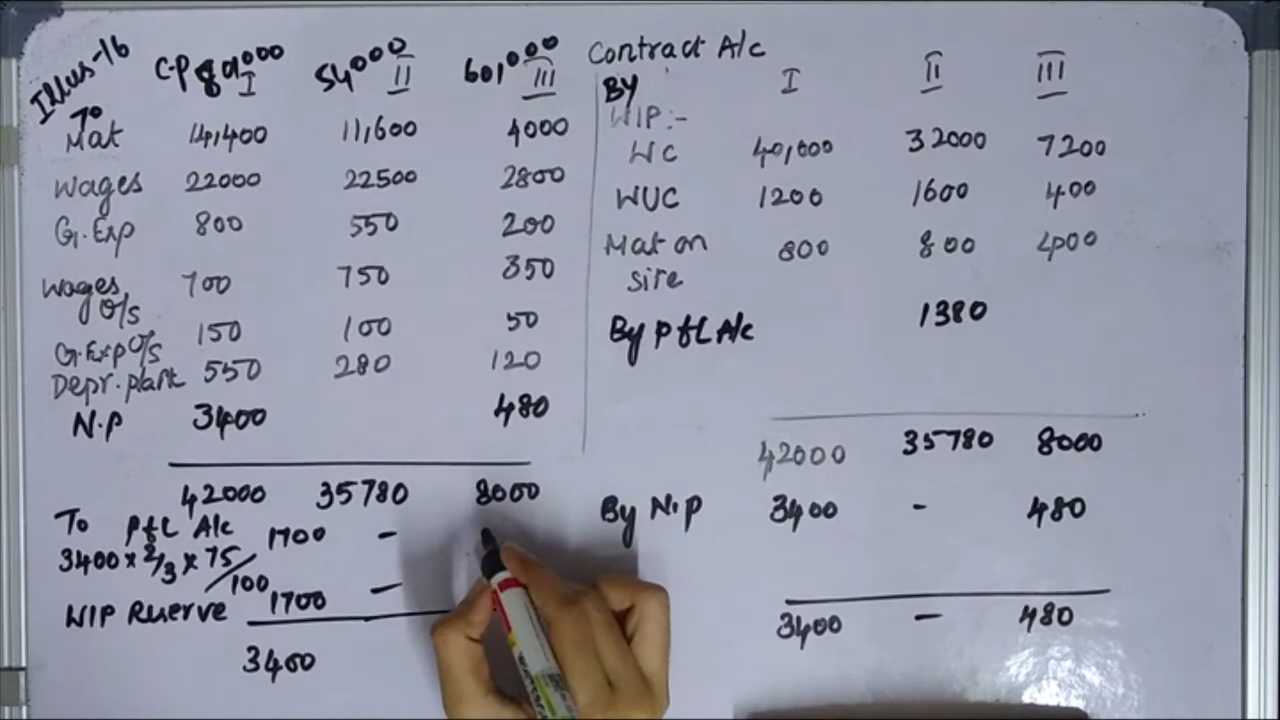 Illus-16
C.P 80,000 54000 601,000 Contract A/c
I II III
To By I II III
Mat 14,400 11,600 4000
WIP:-
WC 40,000 32000 7200
Wages 22000 22500 2800
WUC 1200 1600 400
G.Exp 800 550 200
Mat on site 800 800 400
Wages o/s 700 750 350
By P&L A/c 1380
G.Exp o/s 150 100 50
Depr.plant 550 280 120
N.P 3400 480
42000 35780 8000
42000 35780 8000
To P&L A/c 1700 -
3400 × 2/3 × 75/100
By N.P 3400 - 480
WIP Reserve 1700 -
3400
3400 - 480